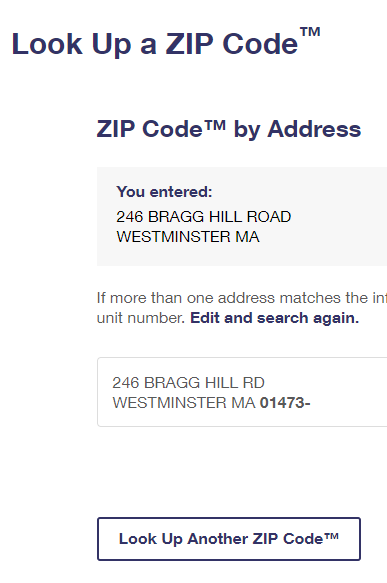 Look Up a ZIP Code™
ZIP Code™ by Address
You entered:
246 BRAGG HILL ROAD
WESTMINSTER MA
If more than one address matches the
unit number. Edit and search again.
246 BRAGG HILL RD
WESTMINSTER MA 01473-
Look Up Another ZIP Code™